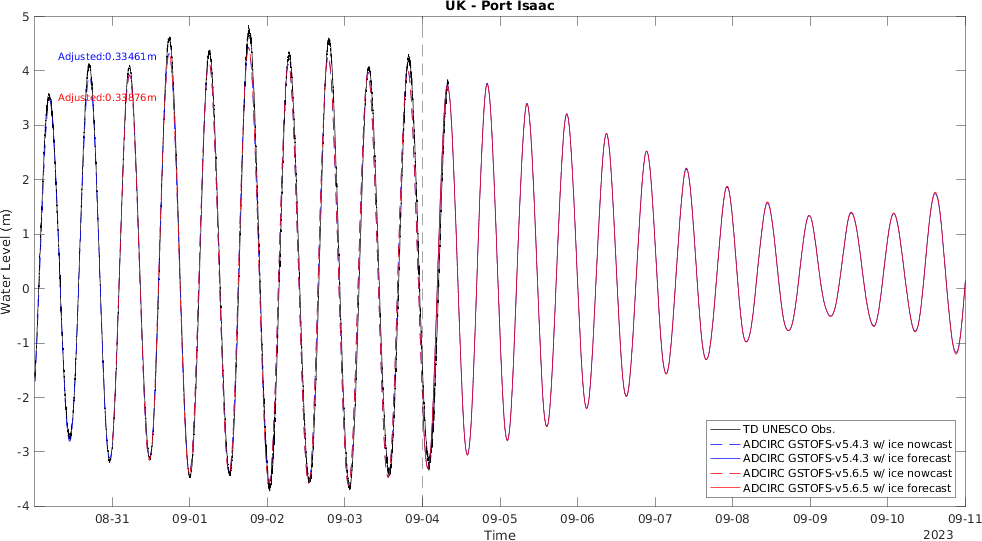 UK - Port Isaac
Adjusted:0.33461m
Adjusted:0.33876m
Water Level (m)
5
4
3
2
1
0
-1
-2
-3
-4
08-31
09-01
09-02
09-03
09-04
09-05
09-06
09-07
09-08
09-09
09-10
09-11
Time
2023
TD UNESCO Obs.
ADCIRC GSTOFS-v5.4.3 w/ ice nowcast
ADCIRC GSTOFS-v5.4.3 w/ ice forecast
ADCIRC GSTOFS-v5.6.5 w/ ice nowcast
ADCIRC GSTOFS-v5.6.5 w/ ice forecast